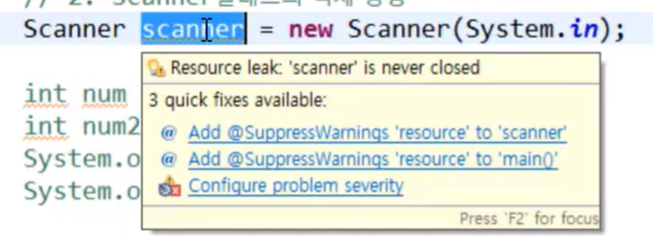 Scanner scanner = new Scanner(System.in);
Resource leak: 'scanner' is never closed
3 quick fixes available:
@ Add @SuppressWarnings 'resource' to 'scanner'
@ Add @SuppressWarnings 'resource' to 'main()'
Configure problem severity
Press 'F2' for focus
int num
int num2
System.o
System.o